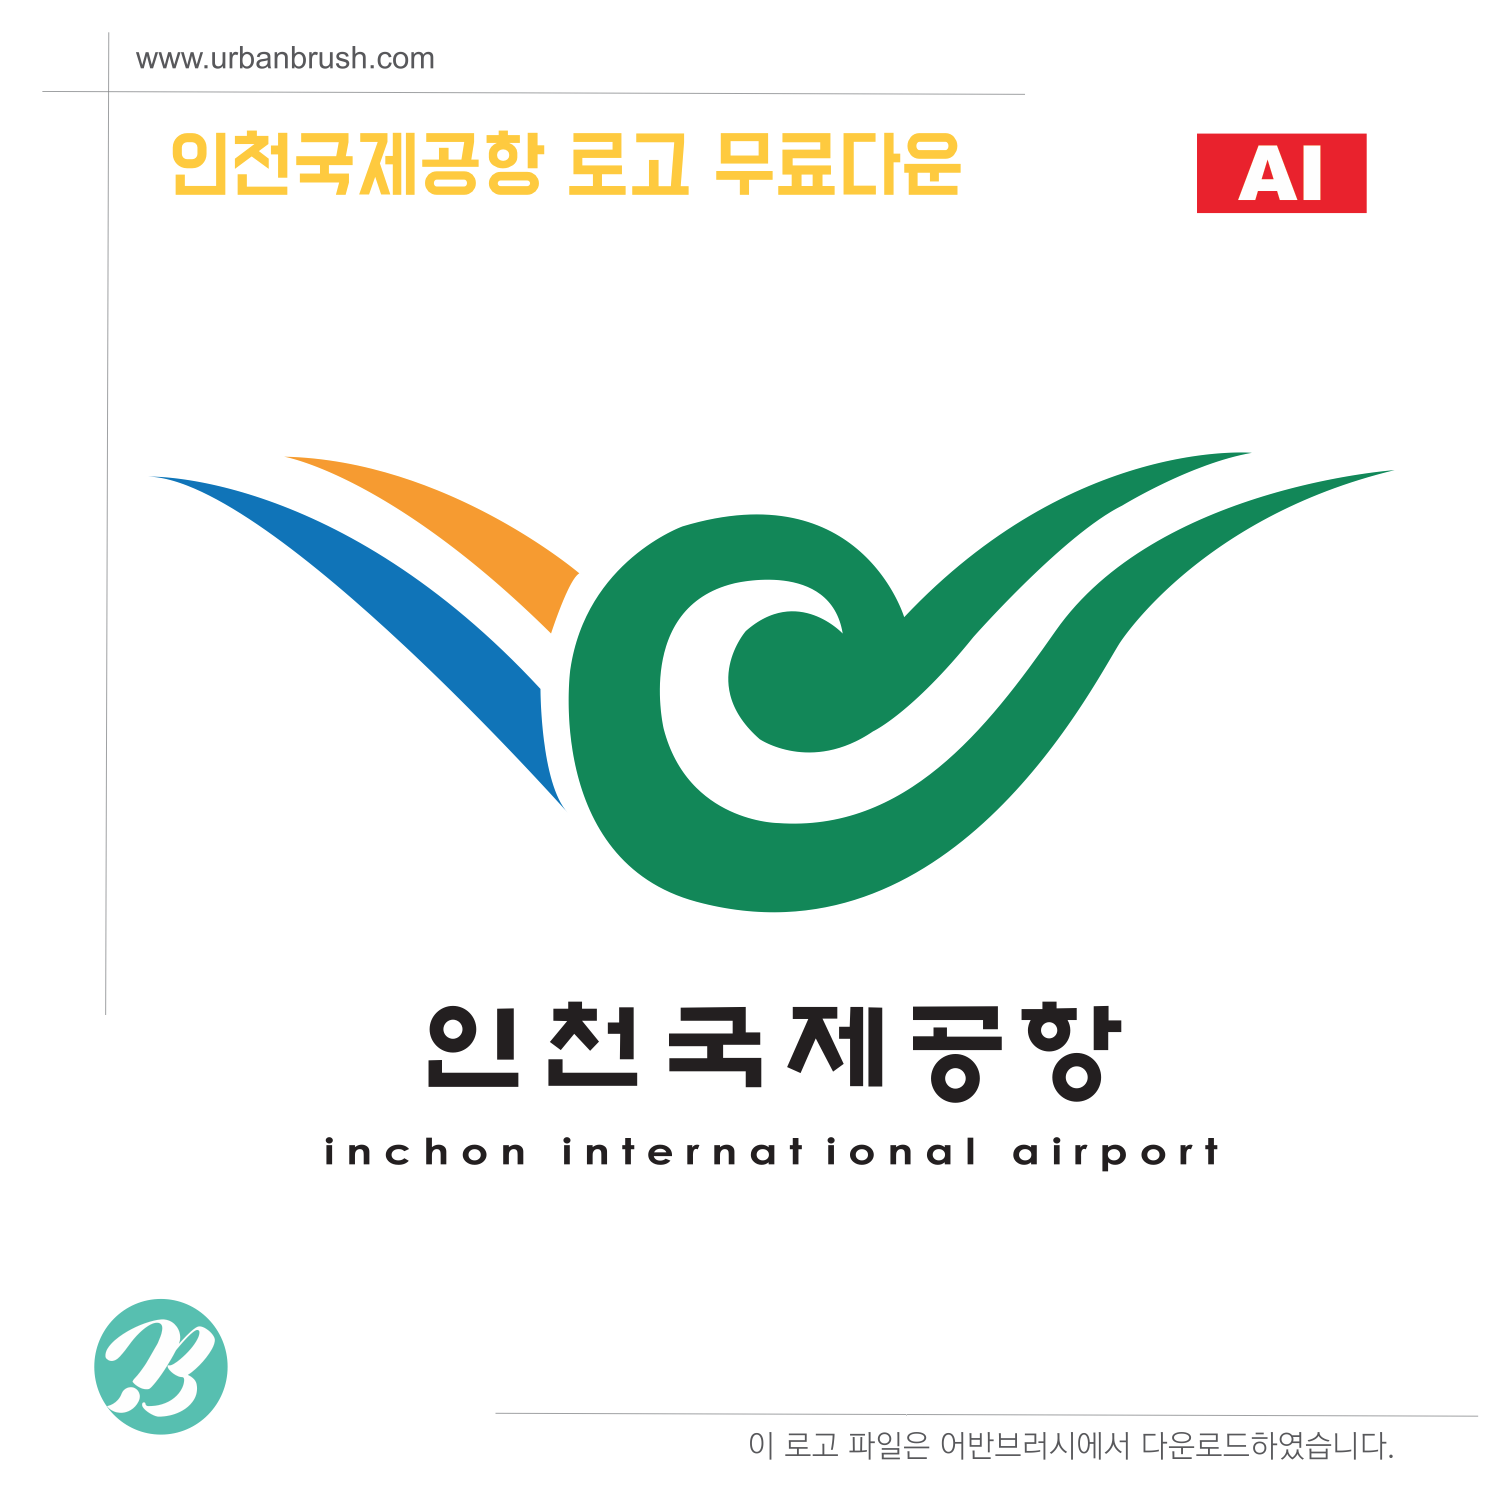 www.urbanbrush.com
인천국제공항 로고 무료다운
AI
인천국제공항
inchon international airport
B
이 로고 파일은 어반브러시에서 다운로드하였습니다.